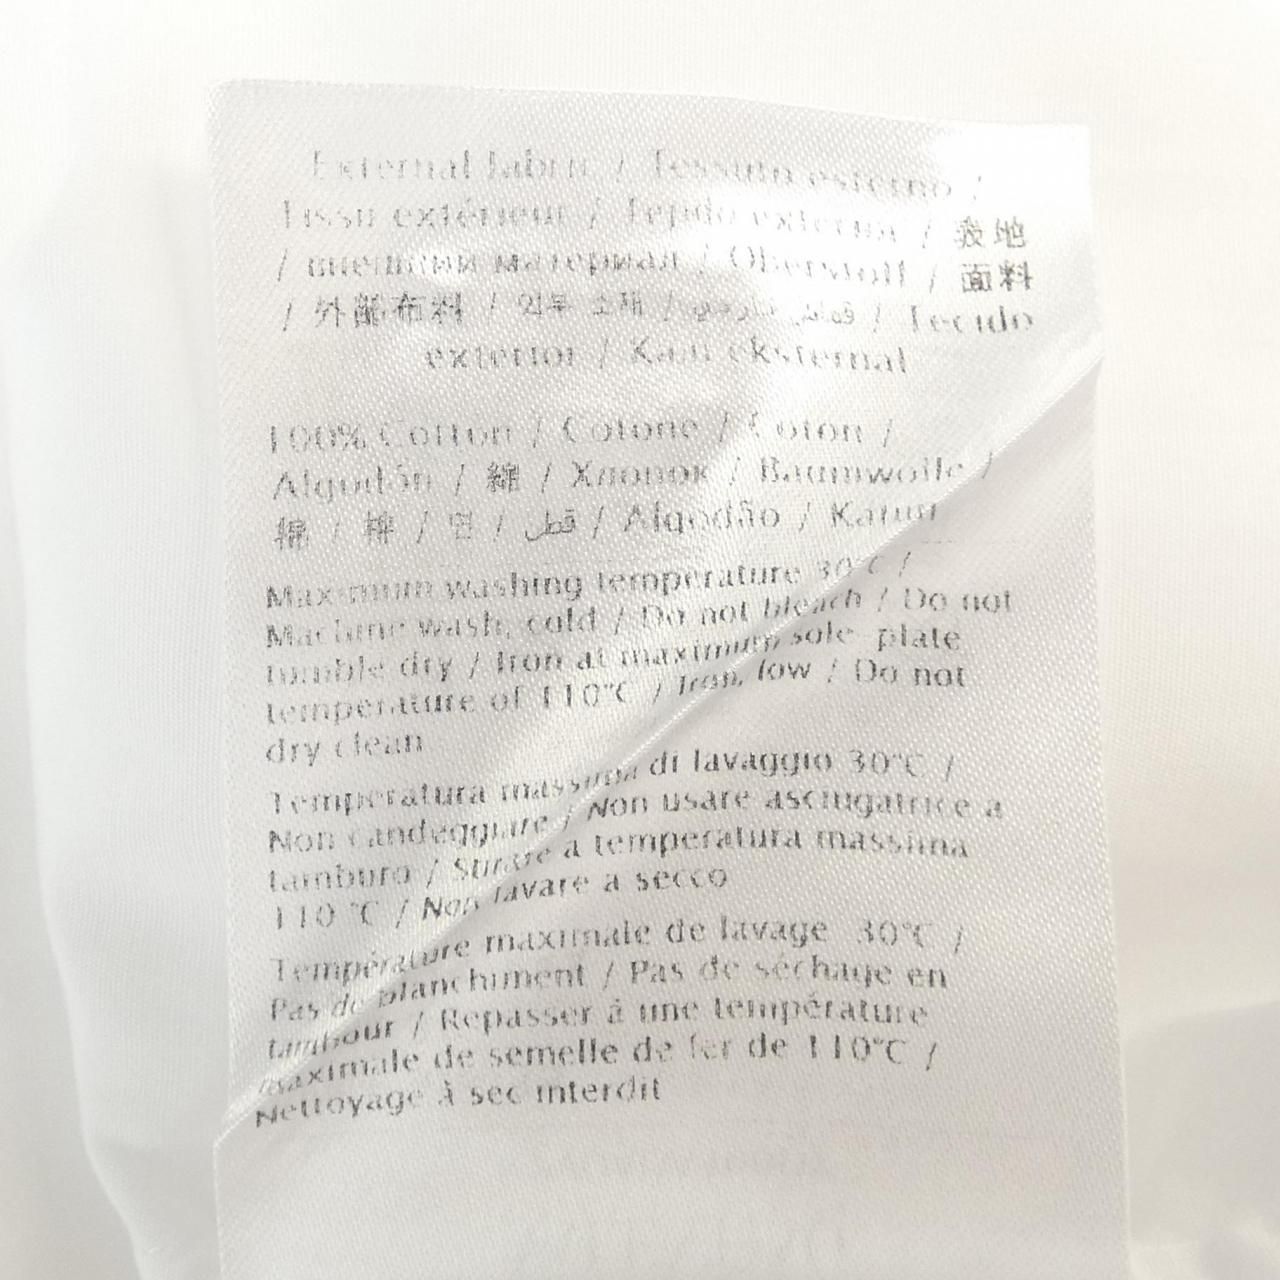 External fabric / Tessuto esterno /
Tissu extérieur / Tejido externo / 表地
/ внешний материал / Oberstoff / 面料
/ 外部布料 / 외부 소재 / قماش خارجي / Tecido
exterior / Kain eksternal
100% Cotton / Cotone / Coton /
Algodón / 綿 / Хлопок / Baumwolle /
棉 / 棉 / 면 / قطن / Algodão / Katun
Maximum washing temperature 30°C /
Machine wash, cold / Do not bleach / Do not
tumble dry / Iron at maximum sole plate
temperature of 110°C / Iron, low / Do not
dry clean
Temperatura massima di lavaggio 30°C /
Non candeggiare / Non usare asciugatrice a
tamburo / Stirare a temperatura massima
110 °C / Non lavare a secco
Température maximale de lavage 30°C /
Pas de planchiment / Pas de séchage en
tambour / Repasser à une température
maximale de semelle de fer de 110°C /
Nettoyage à sec interdit